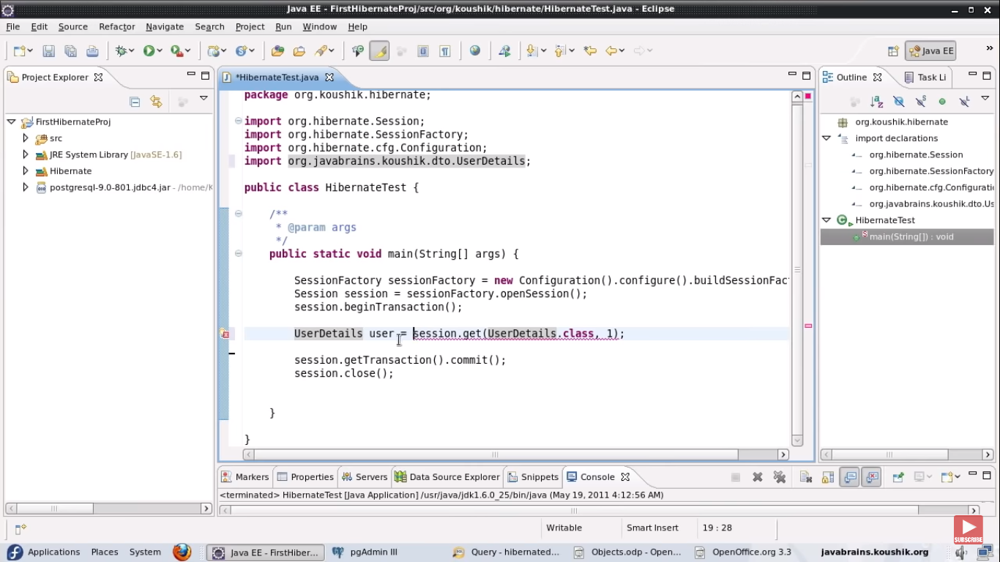 Java EE - FirstHibernateProj/src/org/koushik/hibernate/HibernateTest.java - Eclipse
File Edit Source Refactor Navigate Search Project Run Window Help
Java EE
Project Explorer
FirstHibernateProj
src
JRE System Library [JavaSE-1.6]
Hibernate
postgresql-9.0-801.jdbc4.jar - /home/K
*HibernateTest.java
package org.koushik.hibernate;
import org.hibernate.Session;
import org.hibernate.SessionFactory;
import org.hibernate.cfg.Configuration;
import org.javabrains.koushik.dto.UserDetails;
public class HibernateTest {
/**
* @param args
*/
public static void main(String[] args) {
SessionFactory sessionFactory = new Configuration().configure().buildSessionFac
Session session = sessionFactory.openSession();
session.beginTransaction();
UserDetails user = session.get(UserDetails.class, 1);
session.getTransaction().commit();
session.close();
}
}
Outline Task Li
org.koushik.hibernate
import declarations
org.hibernate.Session
org.hibernate.SessionFactory
org.hibernate.cfg.Configurati
org.javabrains.koushik.dto.Us
HibernateTest
main(String[]) : void
Markers Properties Servers Data Source Explorer Snippets Console
<terminated> HibernateTest [Java Application] /usr/java/jdk1.6.0_25/bin/java (May 19, 2011 4:12:56 AM)
Writable Smart Insert 19 : 28
SUBSCRIBE
Applications Places System Java EE - FirstHiber... pgAdmin III Query - hibernated... Objects.odp - Open... OpenOffice.org 3.3 javabrains.koushik.org